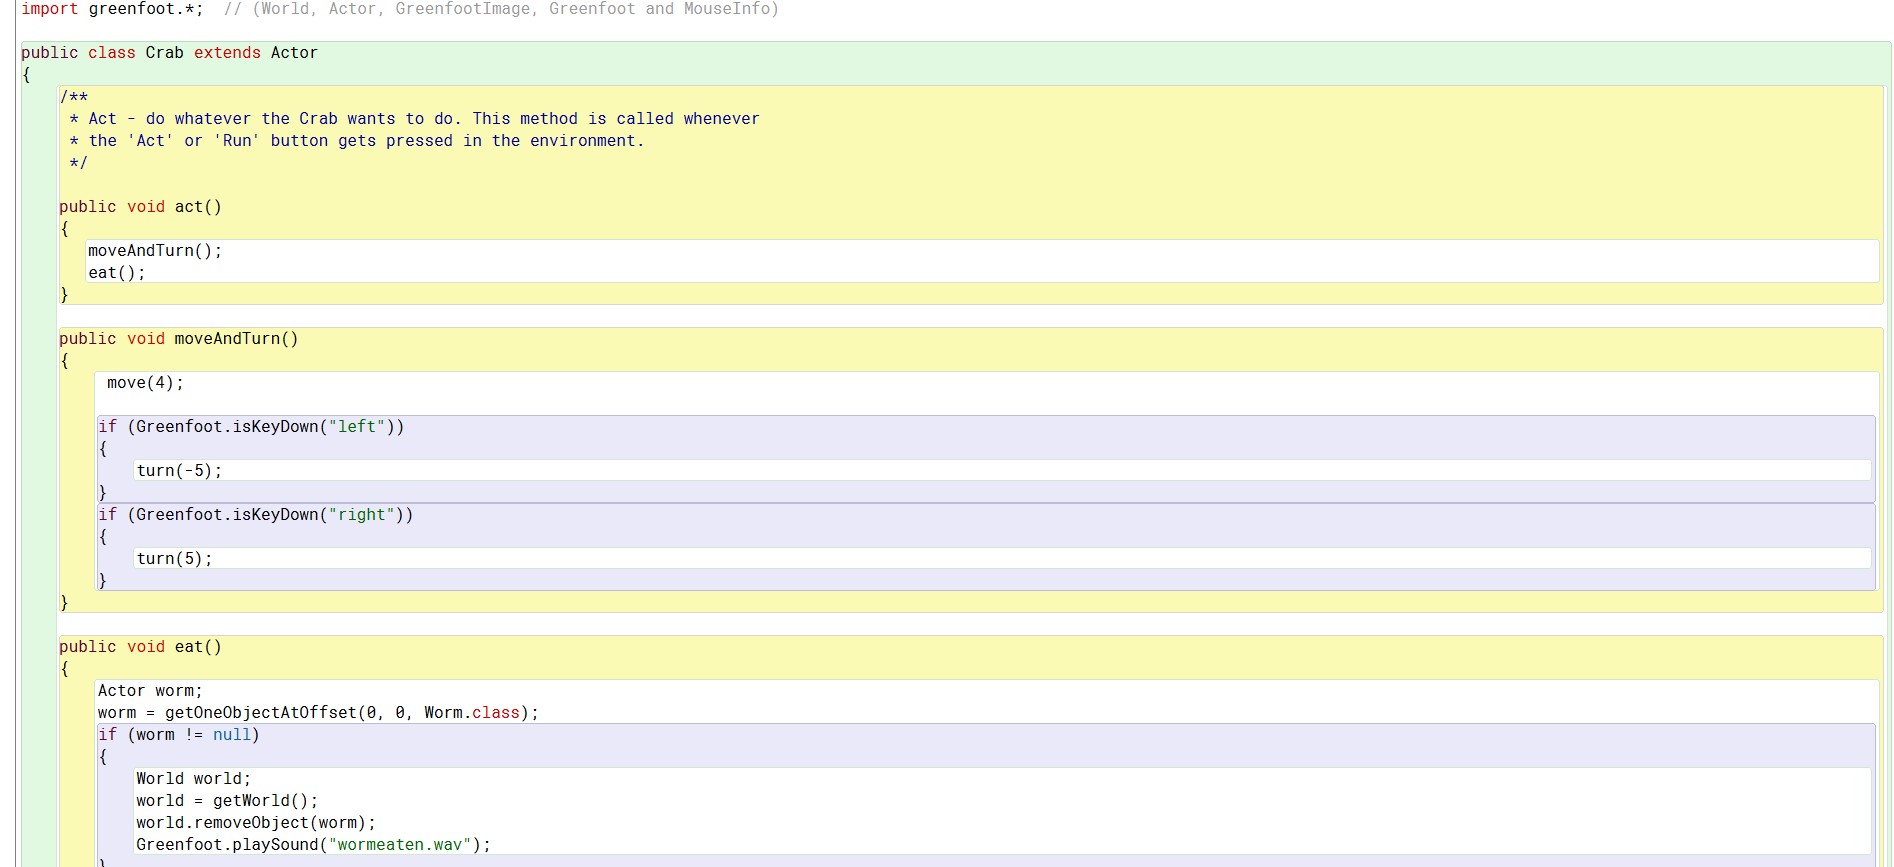 import greenfoot.*;  // (World, Actor, GreenfootImage, Greenfoot and MouseInfo)
public class Crab extends Actor
{
/**
* Act - do whatever the Crab wants to do. This method is called whenever
* the 'Act' or 'Run' button gets pressed in the environment.
*/
public void act()
{
moveAndTurn();
eat();
}
public void moveAndTurn()
{
move(4);
if (Greenfoot.isKeyDown("left"))
{
turn(-5);
}
if (Greenfoot.isKeyDown("right"))
{
turn(5);
}
}
public void eat()
{
Actor worm;
worm = getOneObjectAtOffset(0, 0, Worm.class);
if (worm != null)
{
World world;
world = getWorld();
world.removeObject(worm);
Greenfoot.playSound("wormeaten.wav");
}